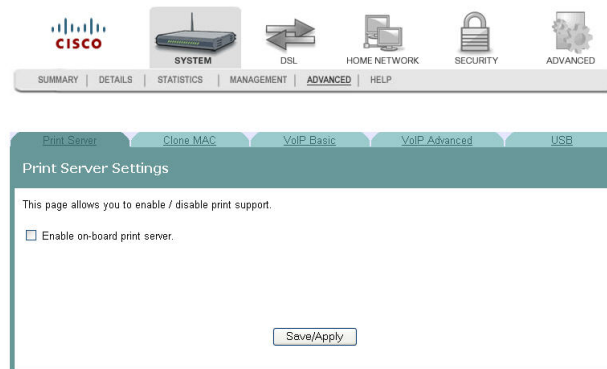 CISCO
SYSTEM DSL HOME NETWORK SECURITY ADVANCED
SUMMARY | DETAILS | STATISTICS | MANAGEMENT | ADVANCED | HELP
Print Server Clone MAC VoIP Basic VoIP Advanced USB
Print Server Settings
This page allows you to enable / disable print support.
Enable on-board print server.
Save/Apply